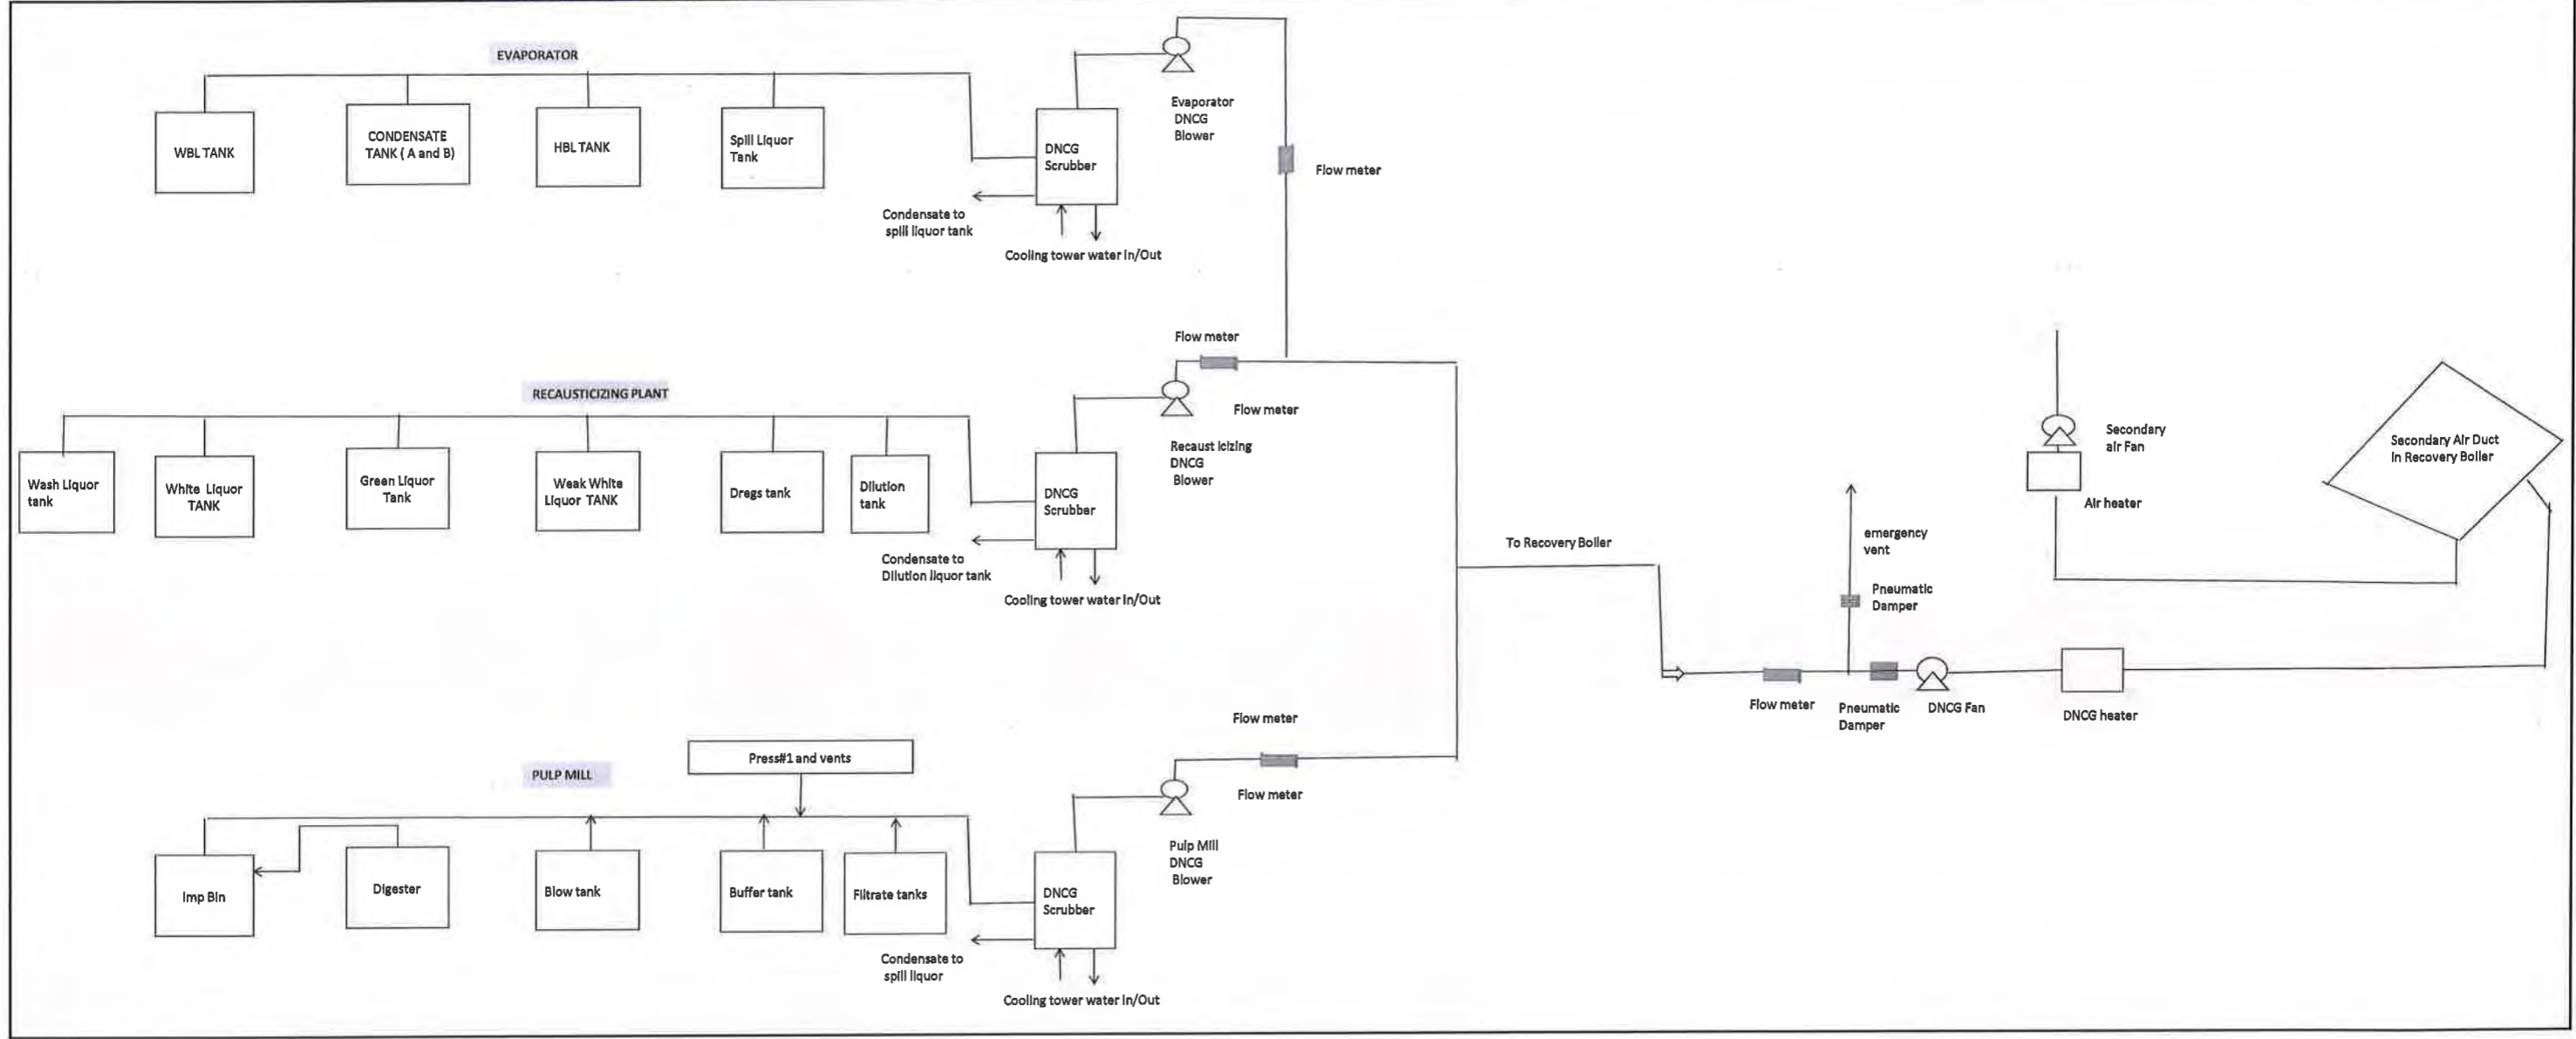 EVAPORATOR
WBL TANK
CONDENSATE
TANK ( A and B)
HBL TANK
Spill Liquor
Tank
DNCG
Scrubber
Condensate to
spill liquor tank
Cooling tower water In/Out
Evaporator
DNCG
Blower
Flow meter
RECAUSTICIZING PLANT
Wash Liquor
tank
White Liquor
TANK
Green Liquor
Tank
Weak White
Liquor TANK
Dregs tank
Dilution
tank
DNCG
Scrubber
Condensate to
Dilution liquor tank
Cooling tower water In/Out
Flow meter
Flow meter
Recaust icizing
DNCG
Blower
To Recovery Boiler
PULP MILL
Press#1 and vents
Imp Bin
Digester
Blow tank
Buffer tank
Filtrate tanks
DNCG
Scrubber
Condensate to
spill liquor
Cooling tower water In/Out
Flow meter
Flow meter
Pulp Mill
DNCG
Blower
Flow meter
emergency
vent
Pneumatic
Damper
Pneumatic
Damper
DNCG Fan
DNCG heater
Secondary
air Fan
Air heater
Secondary Air Duct
In Recovery Boiler